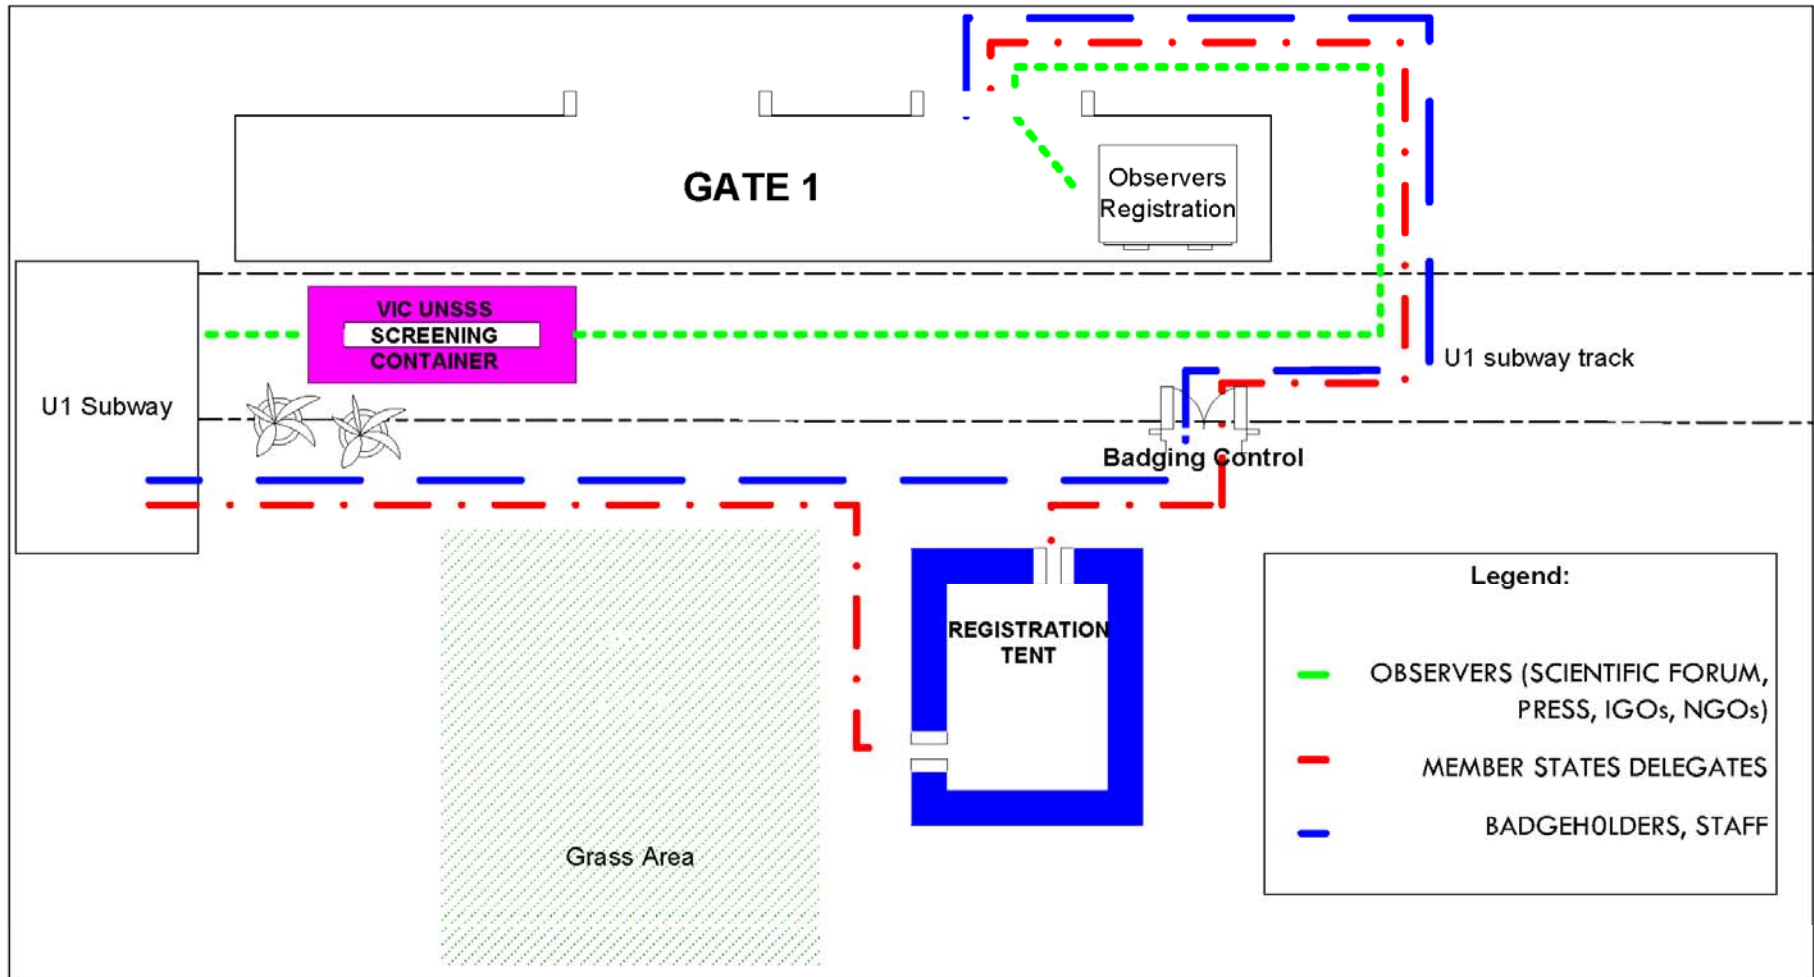 Observers
Registration
GATE 1
VIC UNSSS
SCREENING
CONTAINER
U1 Subway
U1 subway track
Badging Control
REGISTRATION
TENT
Grass Area
Legend:
OBSERVERS (SCIENTIFIC FORUM,
PRESS, IGOs, NGOs)
MEMBER STATES DELEGATES
BADGEHOLDERS, STAFF